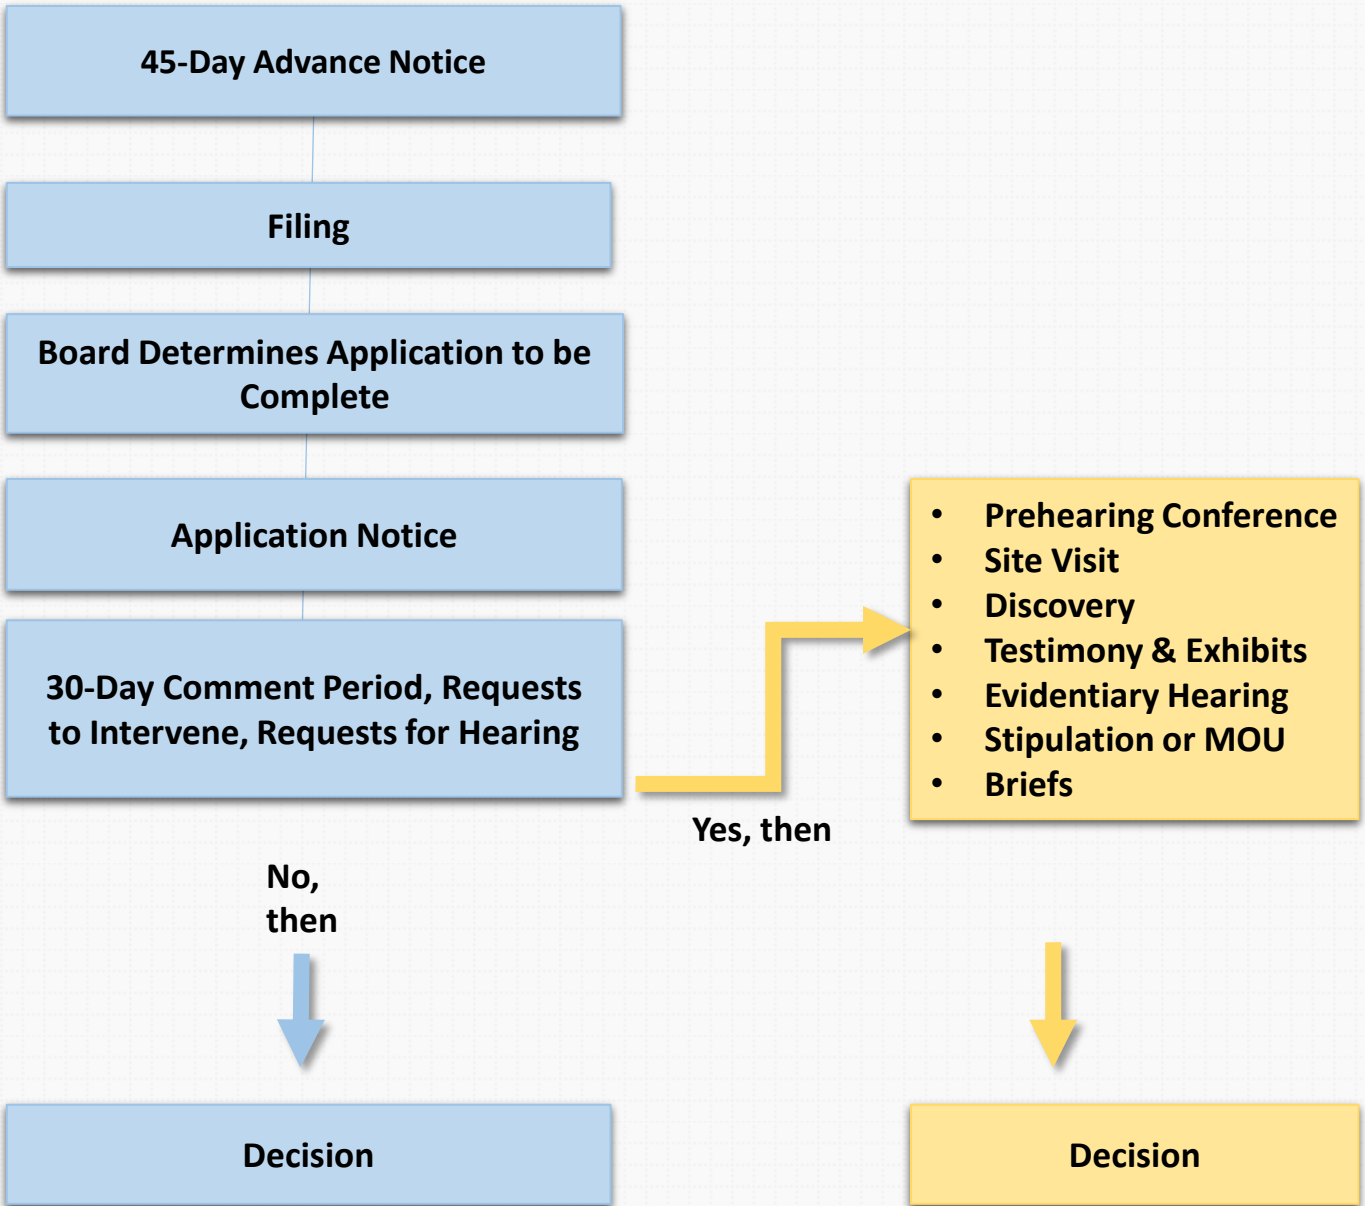 45-Day Advance Notice
Filing
Board Determines Application to be
Complete
Application Notice
30-Day Comment Period, Requests
to Intervene, Requests for Hearing
Yes, then
• Prehearing Conference
• Site Visit
• Discovery
• Testimony & Exhibits
• Evidentiary Hearing
• Stipulation or MOU
• Briefs
No,
then
Decision
Decision